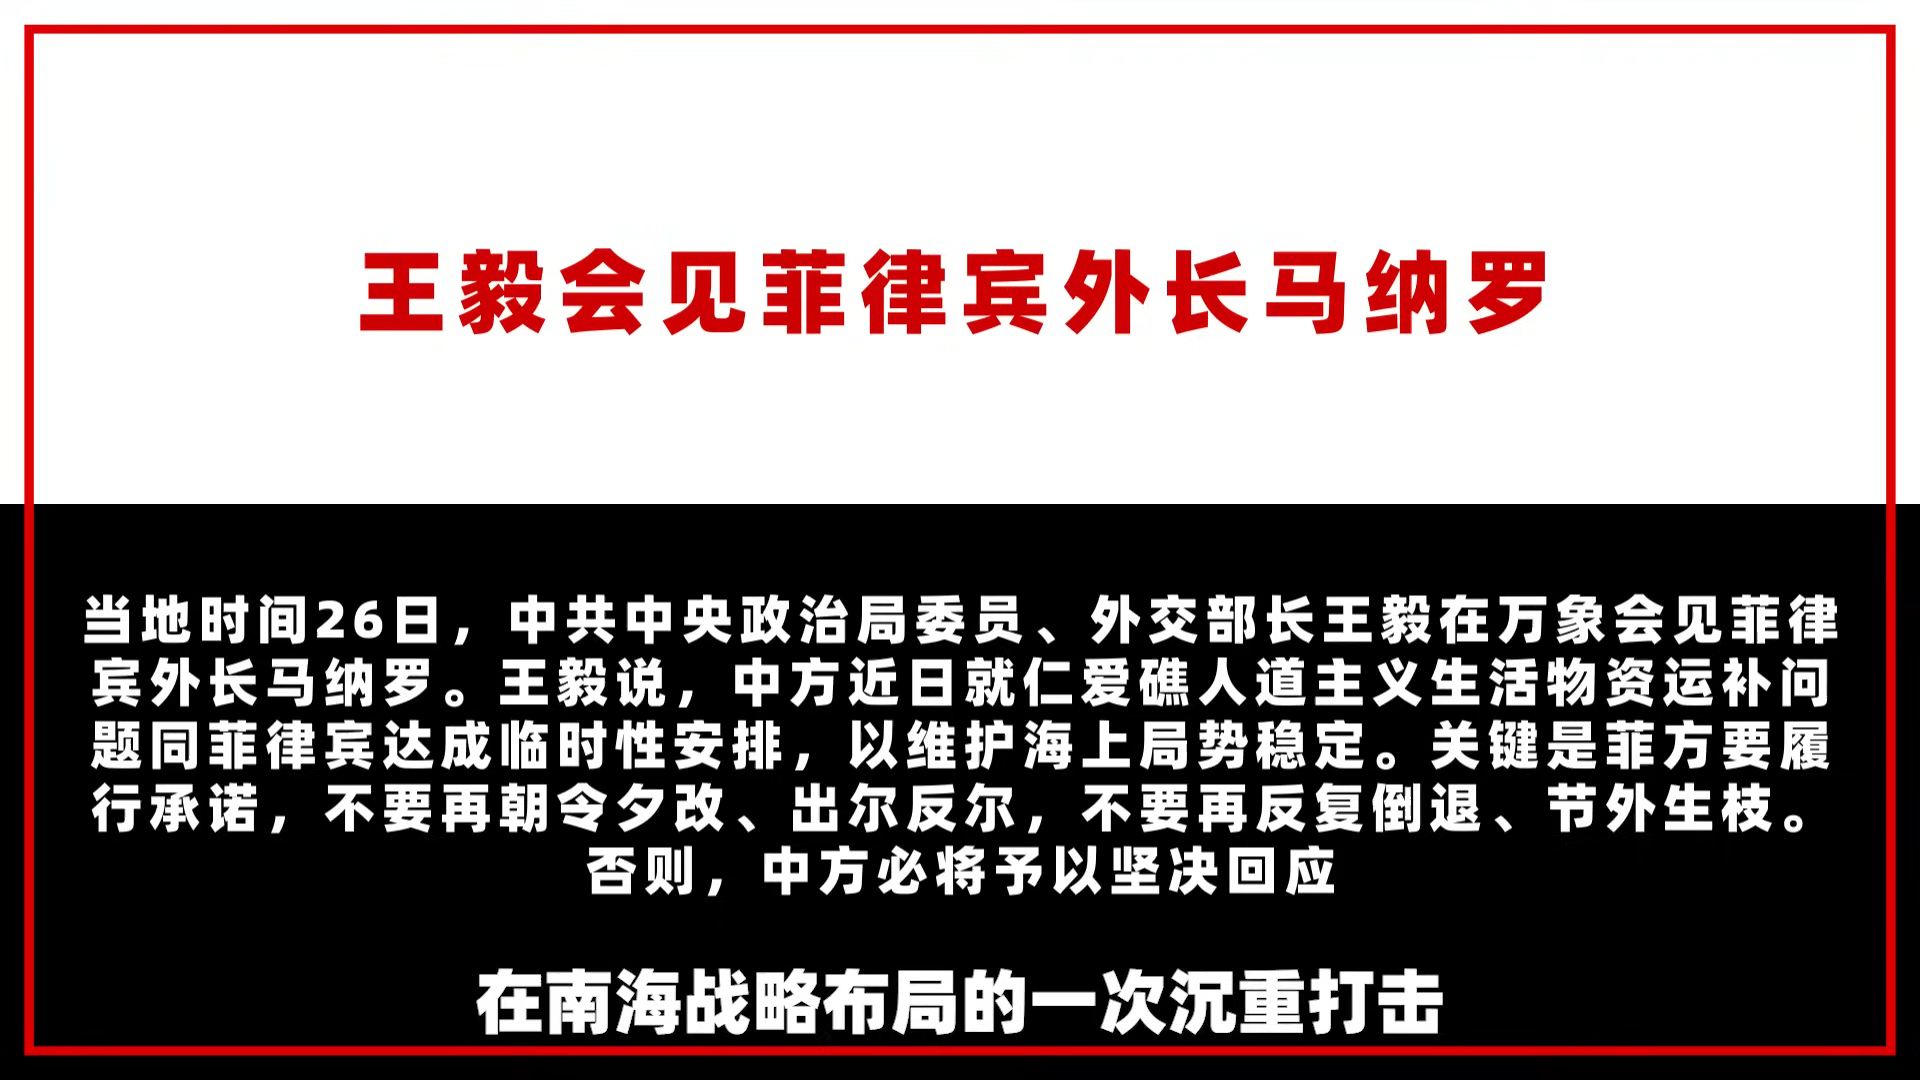 王毅会见菲律宾外长马纳罗
当地时间26日，中共中央政治局委员、外交部长王毅在万象会见菲律
宾外长马纳罗。王毅说，中方近日就仁爱礁人道主义生活物资运补问
题同菲律宾达成临时性安排，以维护海上局势稳定。关键是菲方要履
行承诺，不要再朝令夕改、出尔反尔，不要再反复倒退、节外生枝。
否则，中方必将予以坚决回应
在南海战略布局的一次沉重打击